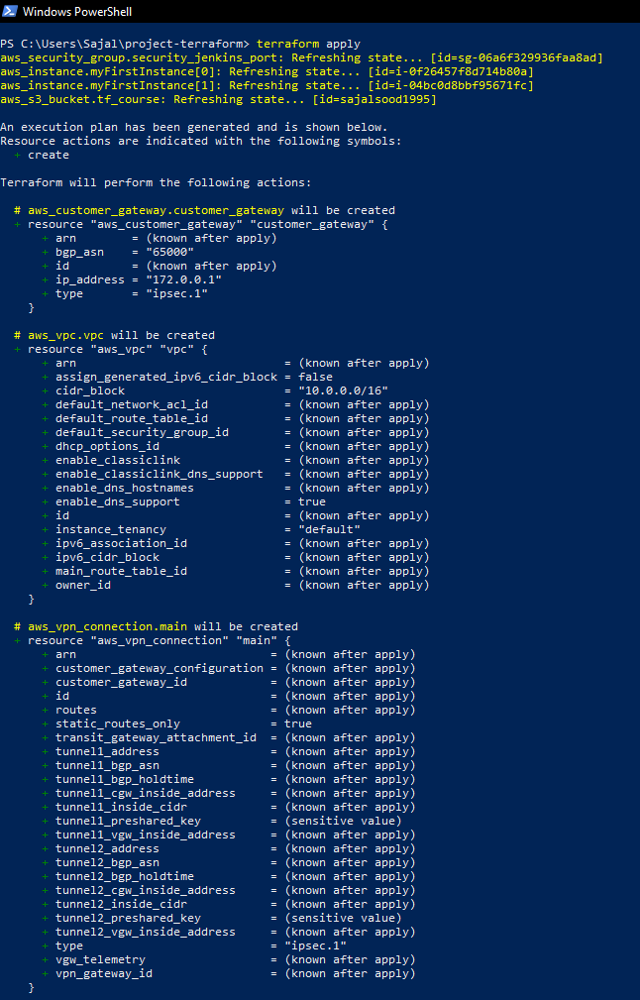 Windows PowerShell
PS C:\Users\Sajal\project-terraform> terraform apply
aws_security_group.security_jenkins_port: Refreshing state... [id=sg-06a6f329936faa8ad]
aws_instance.myFirstInstance[0]: Refreshing state... [id=i-0f26457f8d714b80a]
aws_instance.myFirstInstance[1]: Refreshing state... [id=i-04bc0d8bbf95671fc]
aws_s3_bucket.tf_course: Refreshing state... [id=sajalsood1995]

An execution plan has been generated and is shown below.
Resource actions are indicated with the following symbols:
  + create

Terraform will perform the following actions:

  # aws_customer_gateway.customer_gateway will be created
  + resource "aws_customer_gateway" "customer_gateway" {
      + arn        = (known after apply)
      + bgp_asn    = "65000"
      + id         = (known after apply)
      + ip_address = "172.0.0.1"
      + type       = "ipsec.1"
    }

  # aws_vpc.vpc will be created
  + resource "aws_vpc" "vpc" {
      + arn                              = (known after apply)
      + assign_generated_ipv6_cidr_block = false
      + cidr_block                       = "10.0.0.0/16"
      + default_network_acl_id           = (known after apply)
      + default_route_table_id           = (known after apply)
      + default_security_group_id        = (known after apply)
      + dhcp_options_id                  = (known after apply)
      + enable_classiclink               = (known after apply)
      + enable_classiclink_dns_support   = (known after apply)
      + enable_dns_hostnames             = (known after apply)
      + enable_dns_support               = true
      + id                               = (known after apply)
      + instance_tenancy                 = "default"
      + ipv6_association_id              = (known after apply)
      + ipv6_cidr_block                  = (known after apply)
      + main_route_table_id              = (known after apply)
      + owner_id                         = (known after apply)
    }

  # aws_vpn_connection.main will be created
  + resource "aws_vpn_connection" "main" {
      + arn                            = (known after apply)
      + customer_gateway_configuration = (known after apply)
      + customer_gateway_id            = (known after apply)
      + id                             = (known after apply)
      + routes                         = (known after apply)
      + static_routes_only             = true
      + transit_gateway_attachment_id  = (known after apply)
      + tunnel1_address                = (known after apply)
      + tunnel1_bgp_asn                = (known after apply)
      + tunnel1_bgp_holdtime           = (known after apply)
      + tunnel1_cgw_inside_address     = (known after apply)
      + tunnel1_inside_cidr            = (known after apply)
      + tunnel1_preshared_key          = (sensitive value)
      + tunnel1_vgw_inside_address     = (known after apply)
      + tunnel2_address                = (known after apply)
      + tunnel2_bgp_asn                = (known after apply)
      + tunnel2_bgp_holdtime           = (known after apply)
      + tunnel2_cgw_inside_address     = (known after apply)
      + tunnel2_inside_cidr            = (known after apply)
      + tunnel2_preshared_key          = (sensitive value)
      + tunnel2_vgw_inside_address     = (known after apply)
      + type                           = "ipsec.1"
      + vgw_telemetry                  = (known after apply)
      + vpn_gateway_id                 = (known after apply)
    }